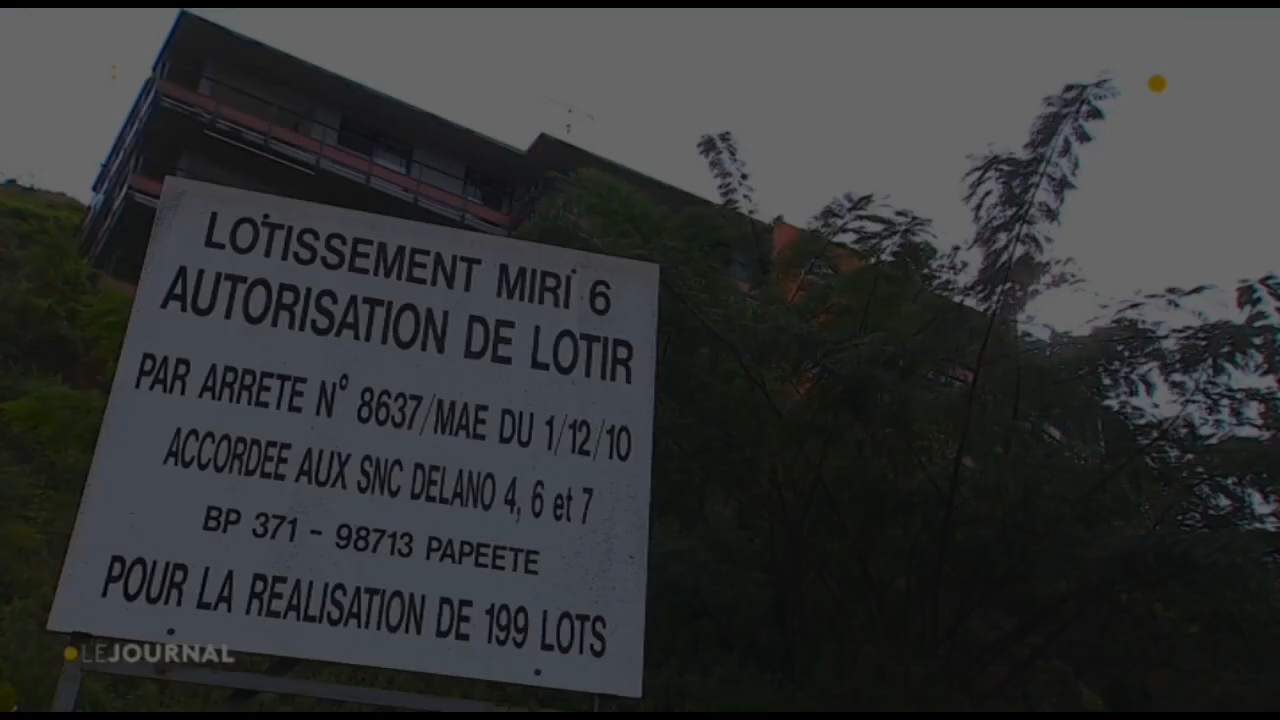 LOTISSEMENT MIRI 6
AUTORISATION DE LOTIR
PAR ARRETE N° 8637/MAE DU 1/12/10
ACCORDEE AUX SNC DELANO 4, 6 et 7
BP 371 - 98713 PAPEETE
POUR LA REALISATION DE 199 LOTS
LEJOURNAL